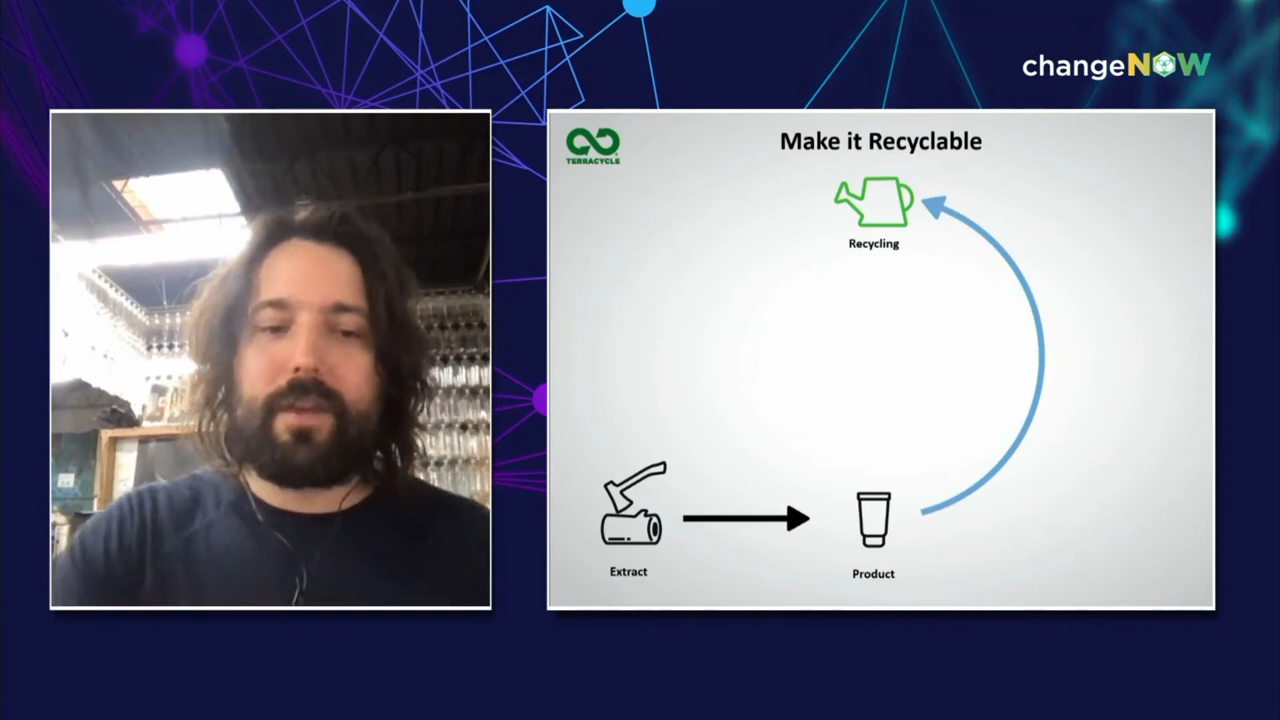 changeNOW
TERRACYCLE
Make it Recyclable
Recycling
Extract
Product